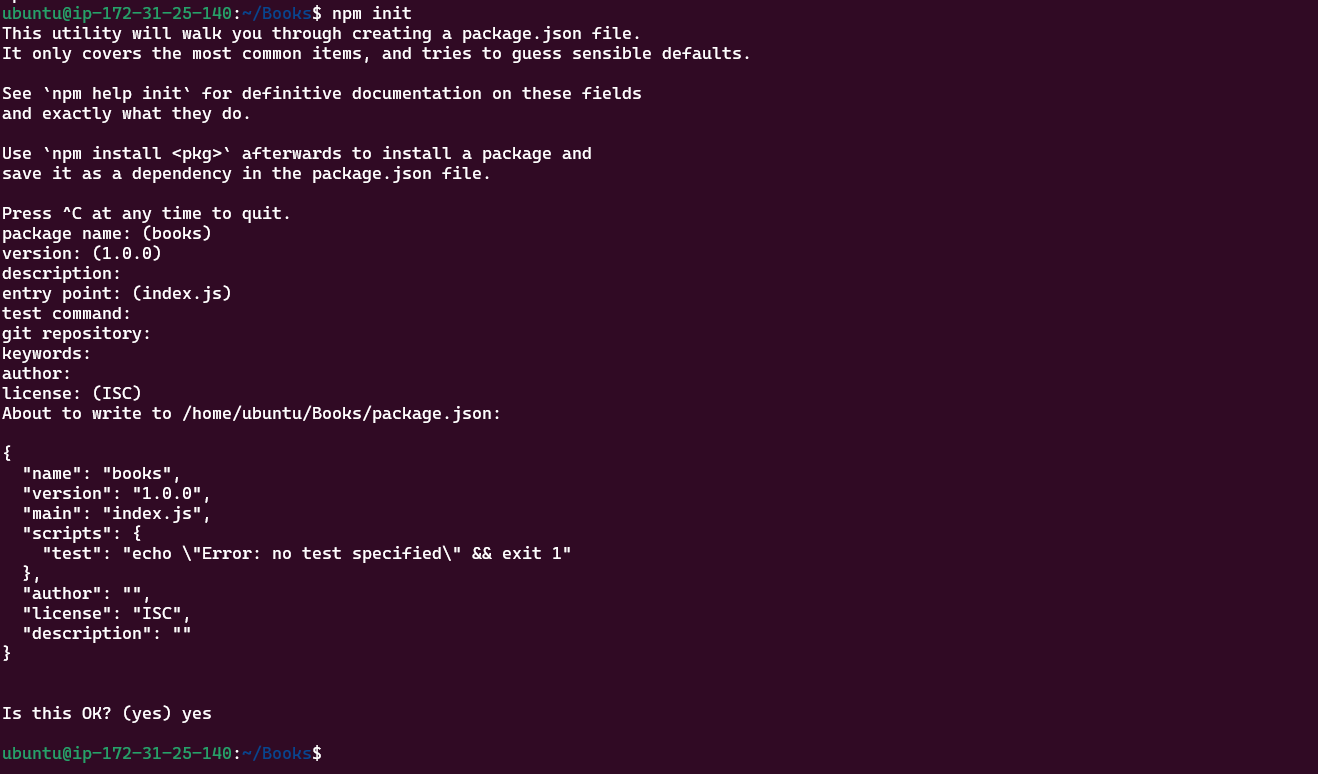 ubuntu@ip-172-31-25-140:~/Books$ npm init
This utility will walk you through creating a package.json file.
It only covers the most common items, and tries to guess sensible defaults.
See `npm help init` for definitive documentation on these fields
and exactly what they do.
Use `npm install <pkg>` afterwards to install a package and
save it as a dependency in the package.json file.
Press ^C at any time to quit.
package name: (books)
version: (1.0.0)
description:
entry point: (index.js)
test command:
git repository:
keywords:
author:
license: (ISC)
About to write to /home/ubuntu/Books/package.json:
{
  "name": "books",
  "version": "1.0.0",
  "main": "index.js",
  "scripts": {
    "test": "echo \"Error: no test specified\" && exit 1"
  },
  "author": "",
  "license": "ISC",
  "description": ""
}
Is this OK? (yes) yes
ubuntu@ip-172-31-25-140:~/Books$